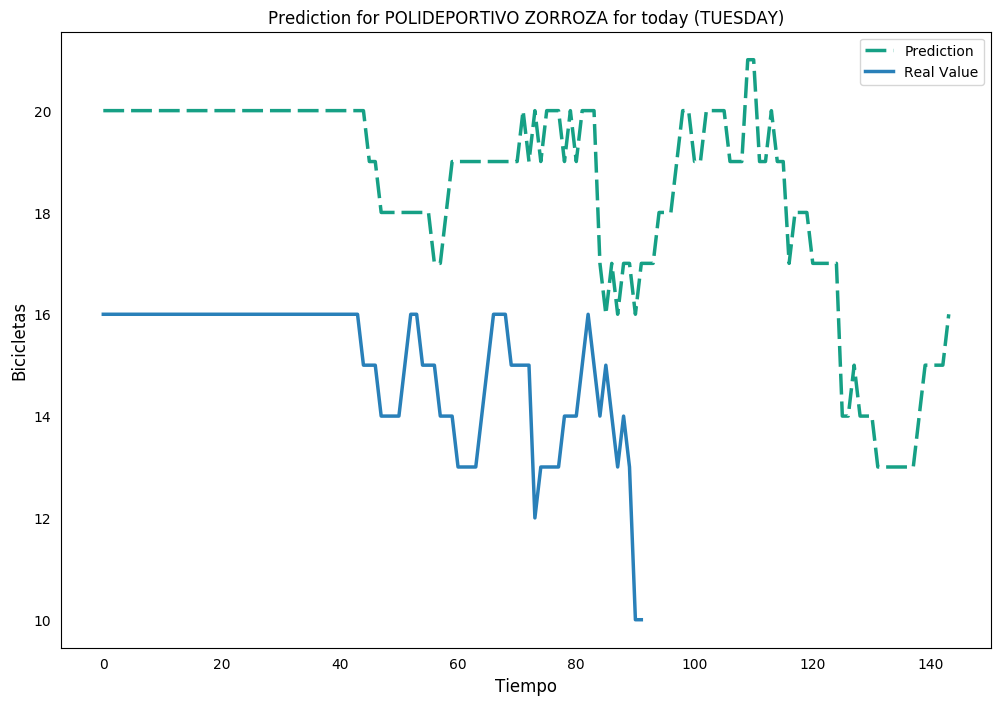 Prediction for POLIDEPORTIVO ZORROZA for today (TUESDAY)
Prediction
Real Value
Bicicletas
20
18
16
14
12
10
0 20 40 60 80 100 120 140
Tiempo